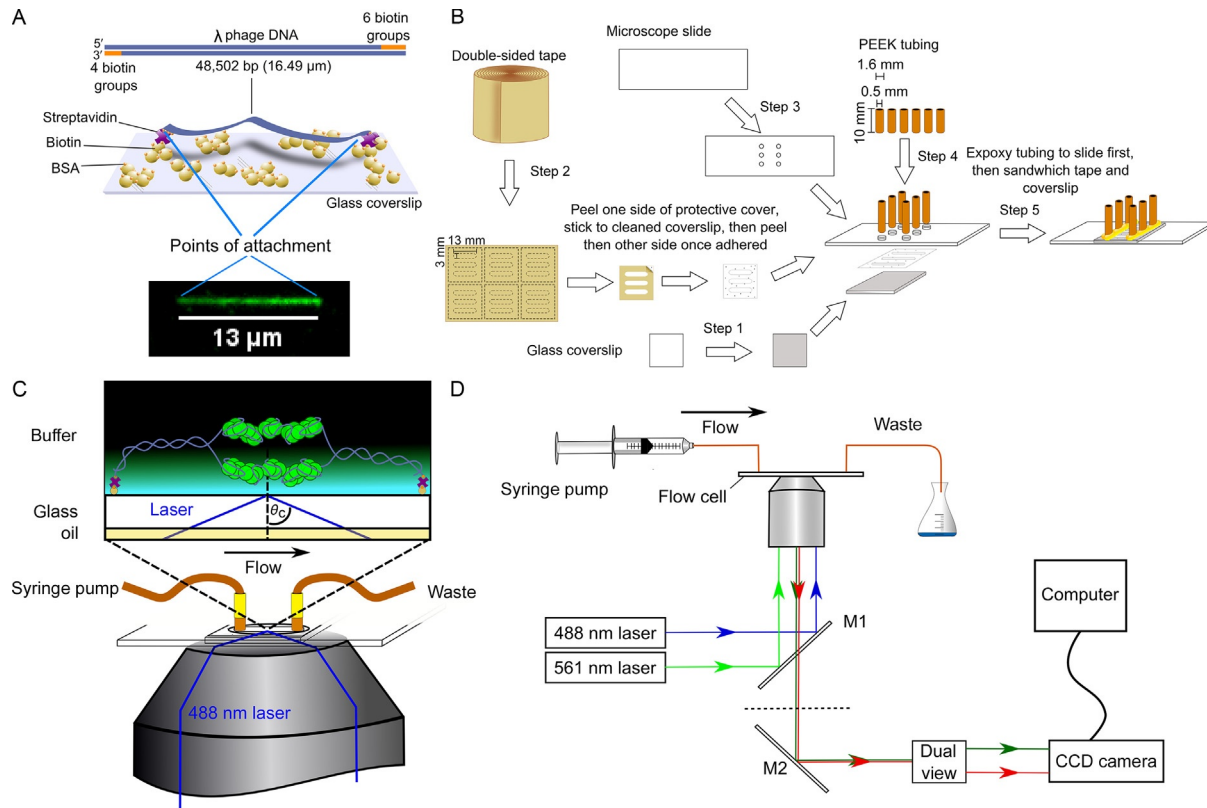 A
λ phage DNA
6 biotin
groups
5′
3′
4 biotin
groups
48,502 bp (16.49 μm)
Streptavidin
Biotin
BSA
Glass coverslip
Points of attachment
13 μm
B
Microscope slide
Double-sided tape
PEEK tubing
1.6 mm
0.5 mm
10 mm
Step 3
Step 4
Expoxy tubing to slide first,
then sandwhich tape and
coverslip
Step 2
Step 5
Peel one side of protective cover,
stick to cleaned coverslip, then peel
then other side once adhered
13 mm
3 mm
Step 1
Glass coverslip
C
Buffer
Glass
oil
Laser
θc
Flow
Syringe pump
Waste
488 nm laser
D
Flow
Waste
Syringe pump
Flow cell
Computer
488 nm laser
561 nm laser
M1
M2
Dual
view
CCD camera